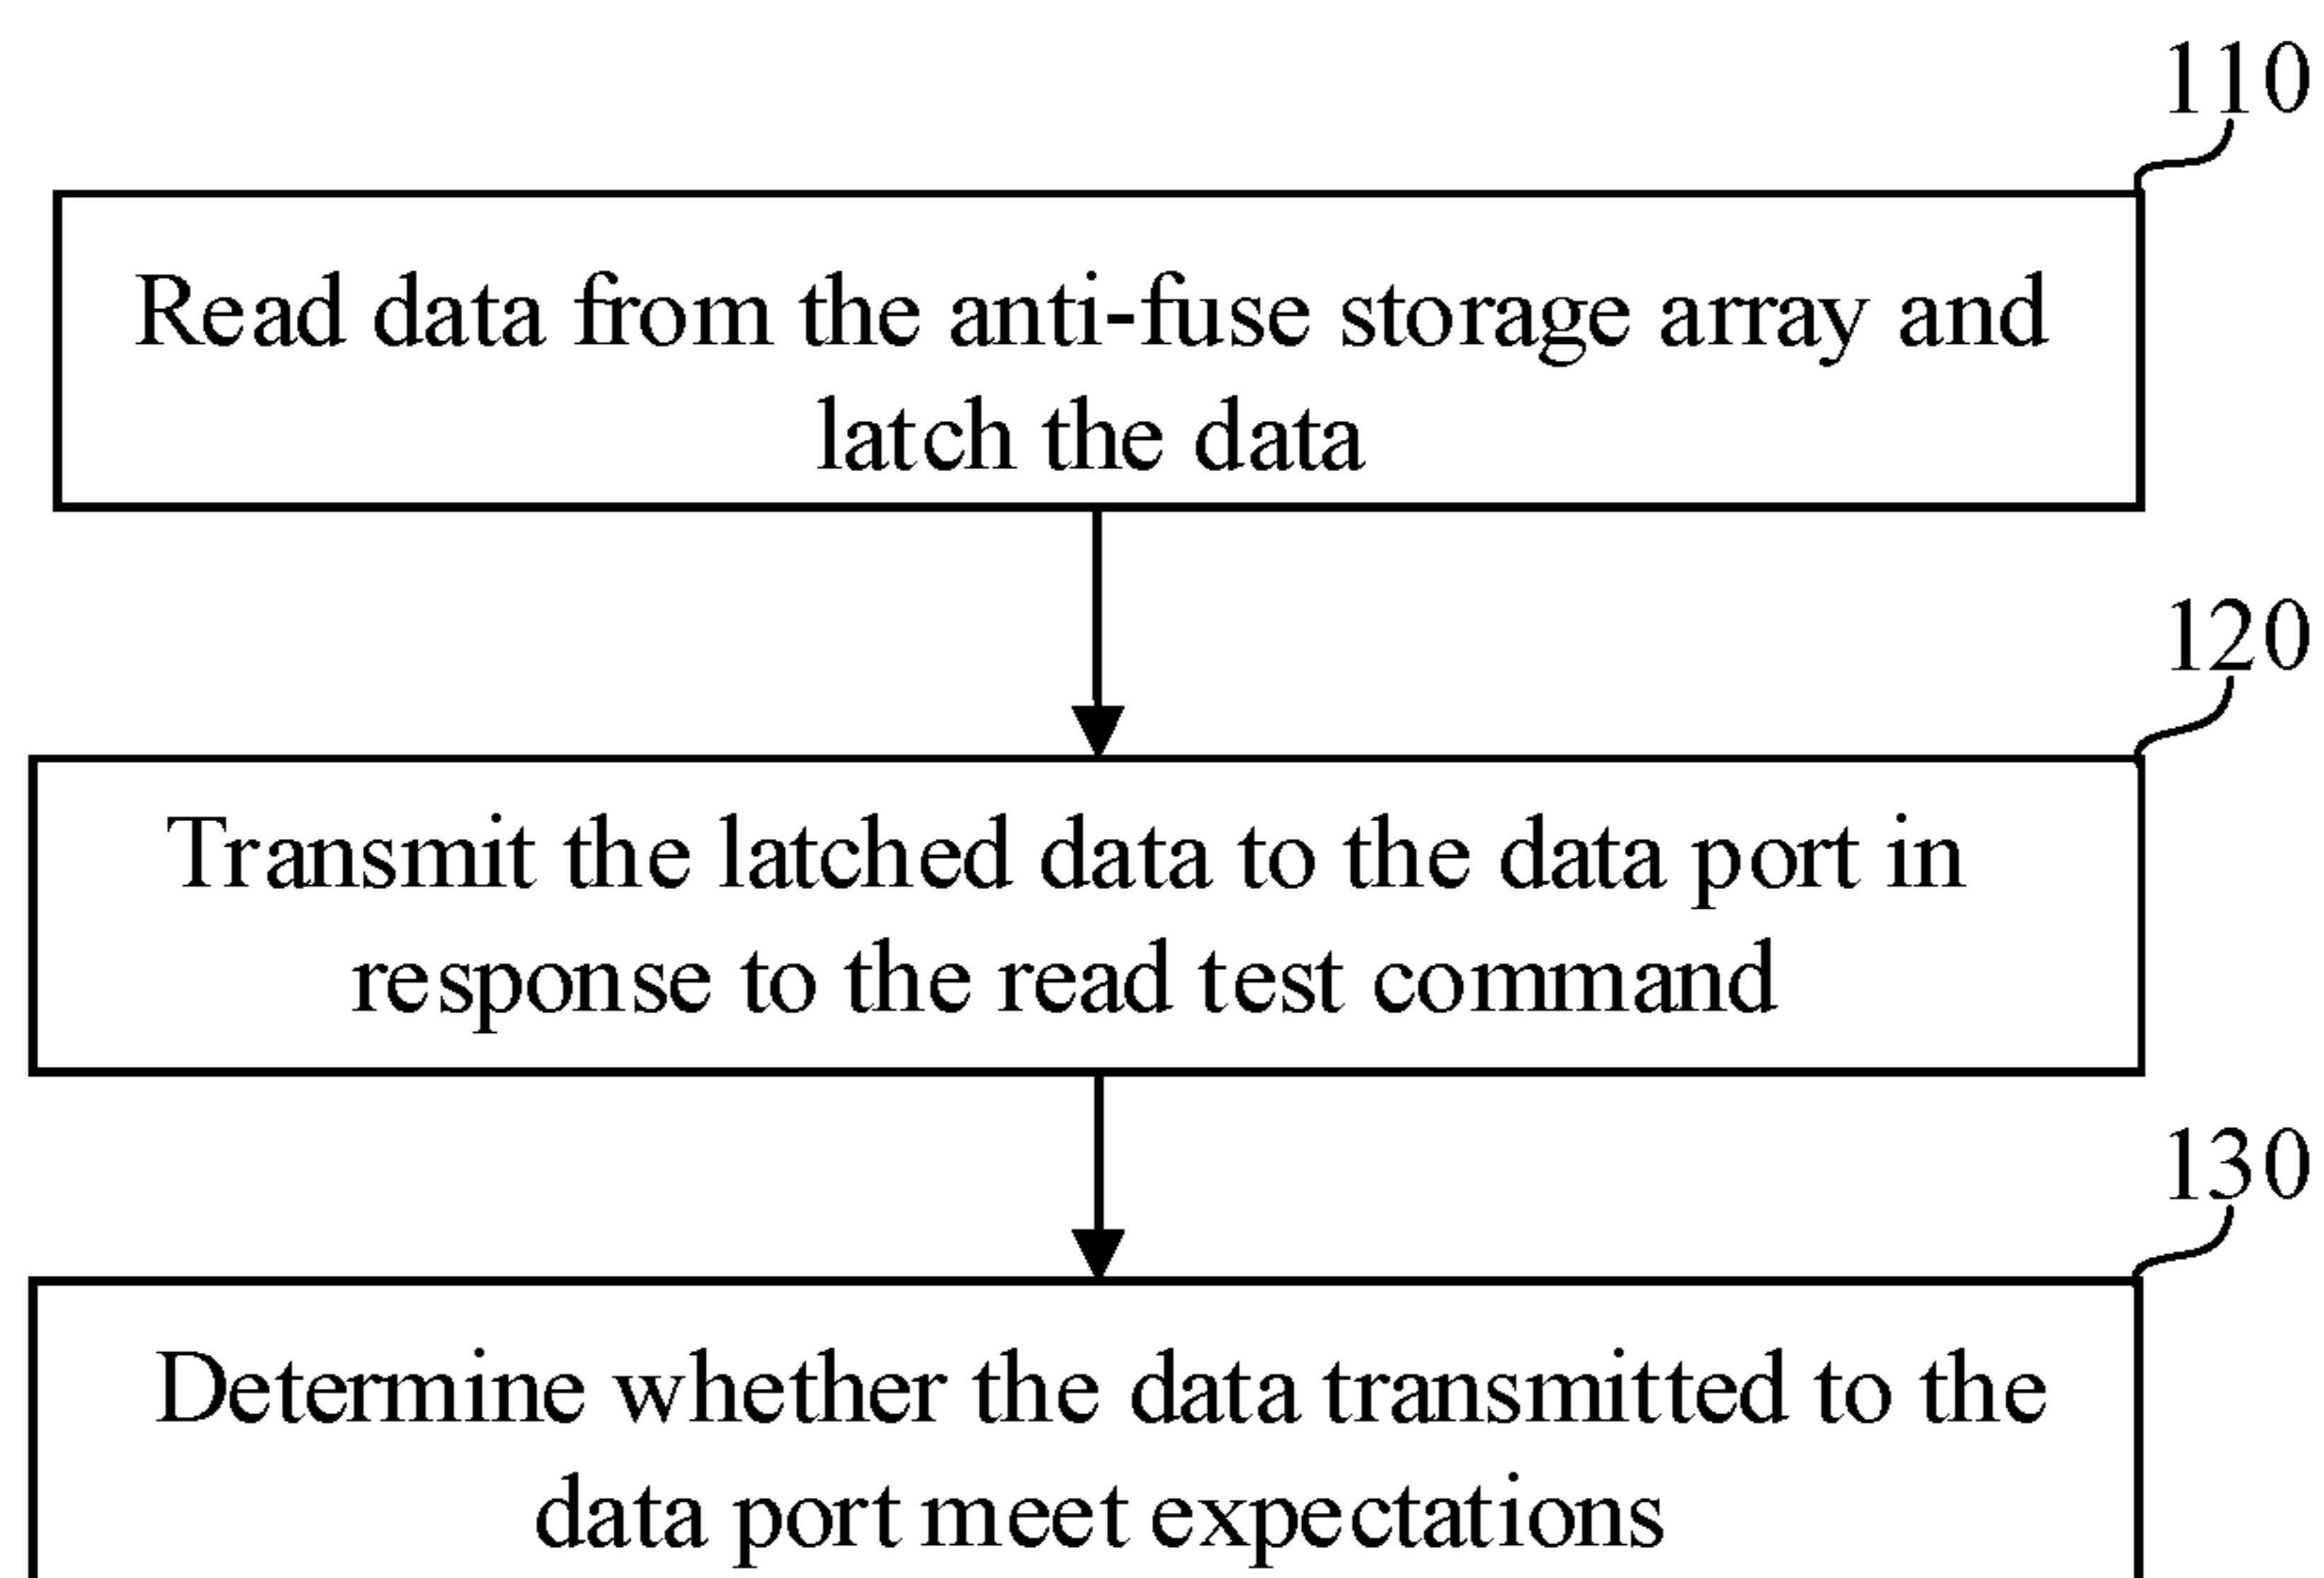 110
Read data from the anti-fuse storage array and
latch the data
120
Transmit the latched data to the data port in
response to the read test command
130
Determine whether the data transmitted to the
data port meet expectations